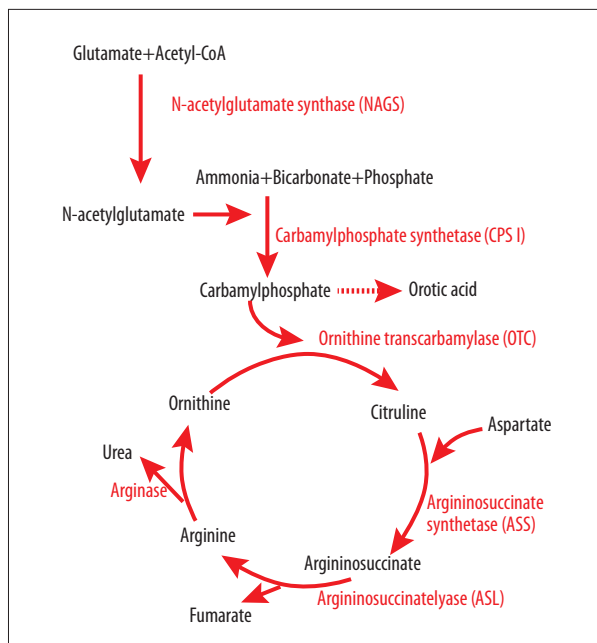 Glutamate+Acetyl-CoA
N-acetylglutamate synthase (NAGS)
Ammonia+Bicarbonate+Phosphate
N-acetylglutamate
Carbamylphosphate synthetase (CPS I)
Carbamylphosphate
Orotic acid
Ornithine transcarbamylase (OTC)
Ornithine
Citruline
Aspartate
Urea
Arginase
Argininosuccinate
synthetase (ASS)
Arginine
Argininosuccinate
Argininosuccinatelyase (ASL)
Fumarate